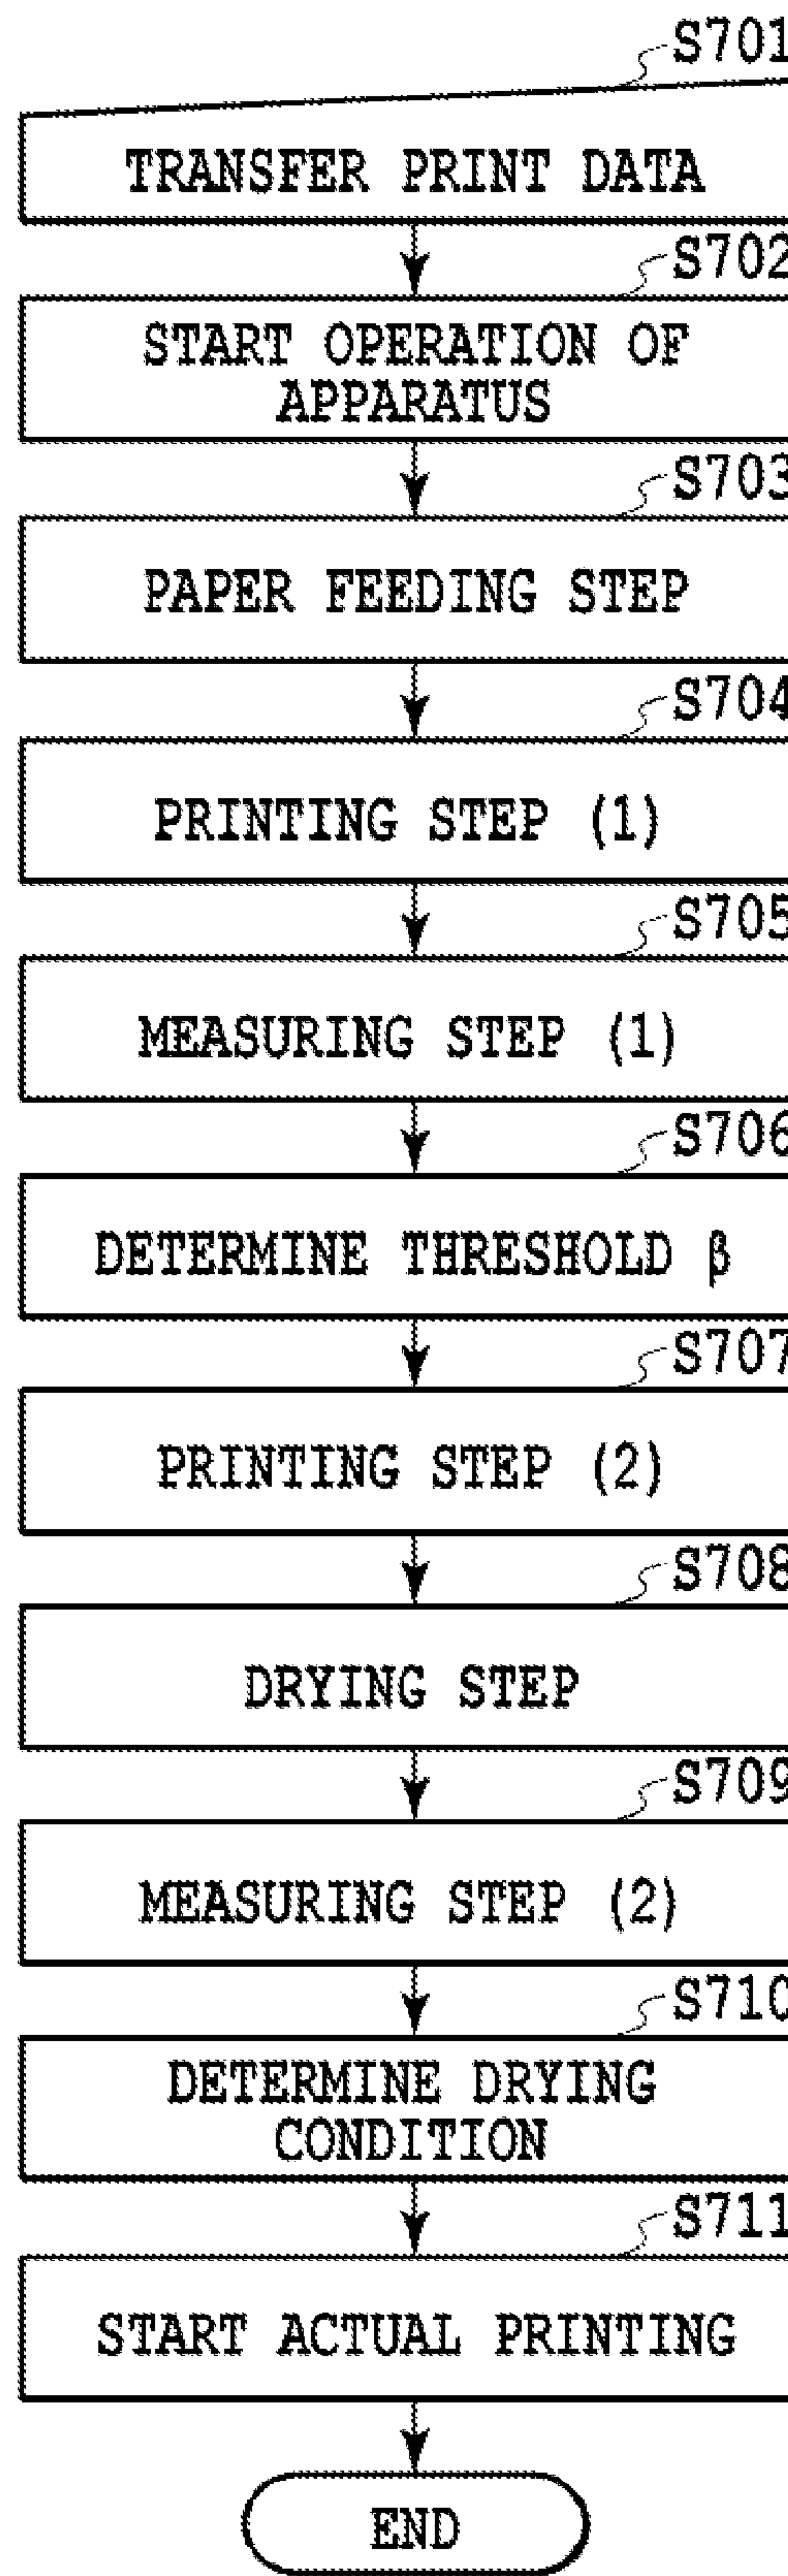 S701
TRANSFER PRINT DATA
S702
START OPERATION OF
APPARATUS
S703
PAPER FEEDING STEP
S704
PRINTING STEP (1)
S705
MEASURING STEP (1)
S706
DETERMINE THRESHOLD β
S707
PRINTING STEP (2)
S708
DRYING STEP
S709
MEASURING STEP (2)
S710
DETERMINE DRYING
CONDITION
S711
START ACTUAL PRINTING
END